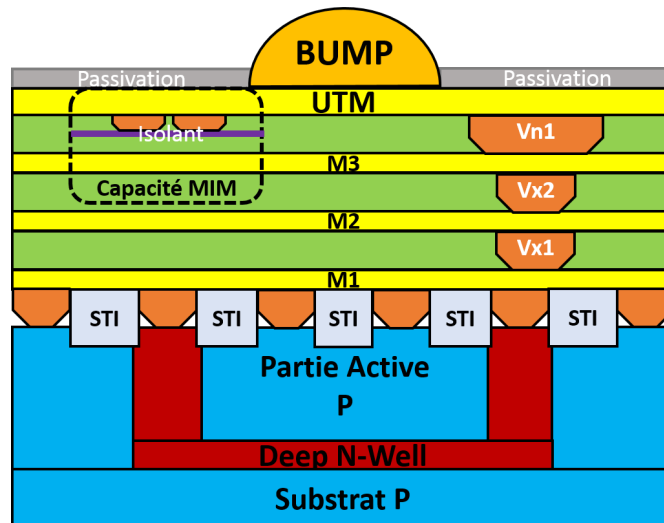 BUMP
Passivation
Passivation
UTM
Isolant
Vn1
M3
Capacité MIM
Vx2
M2
Vx1
M1
STI
STI
STI
STI
STI
Partie Active
P
Deep N-Well
Substrat P